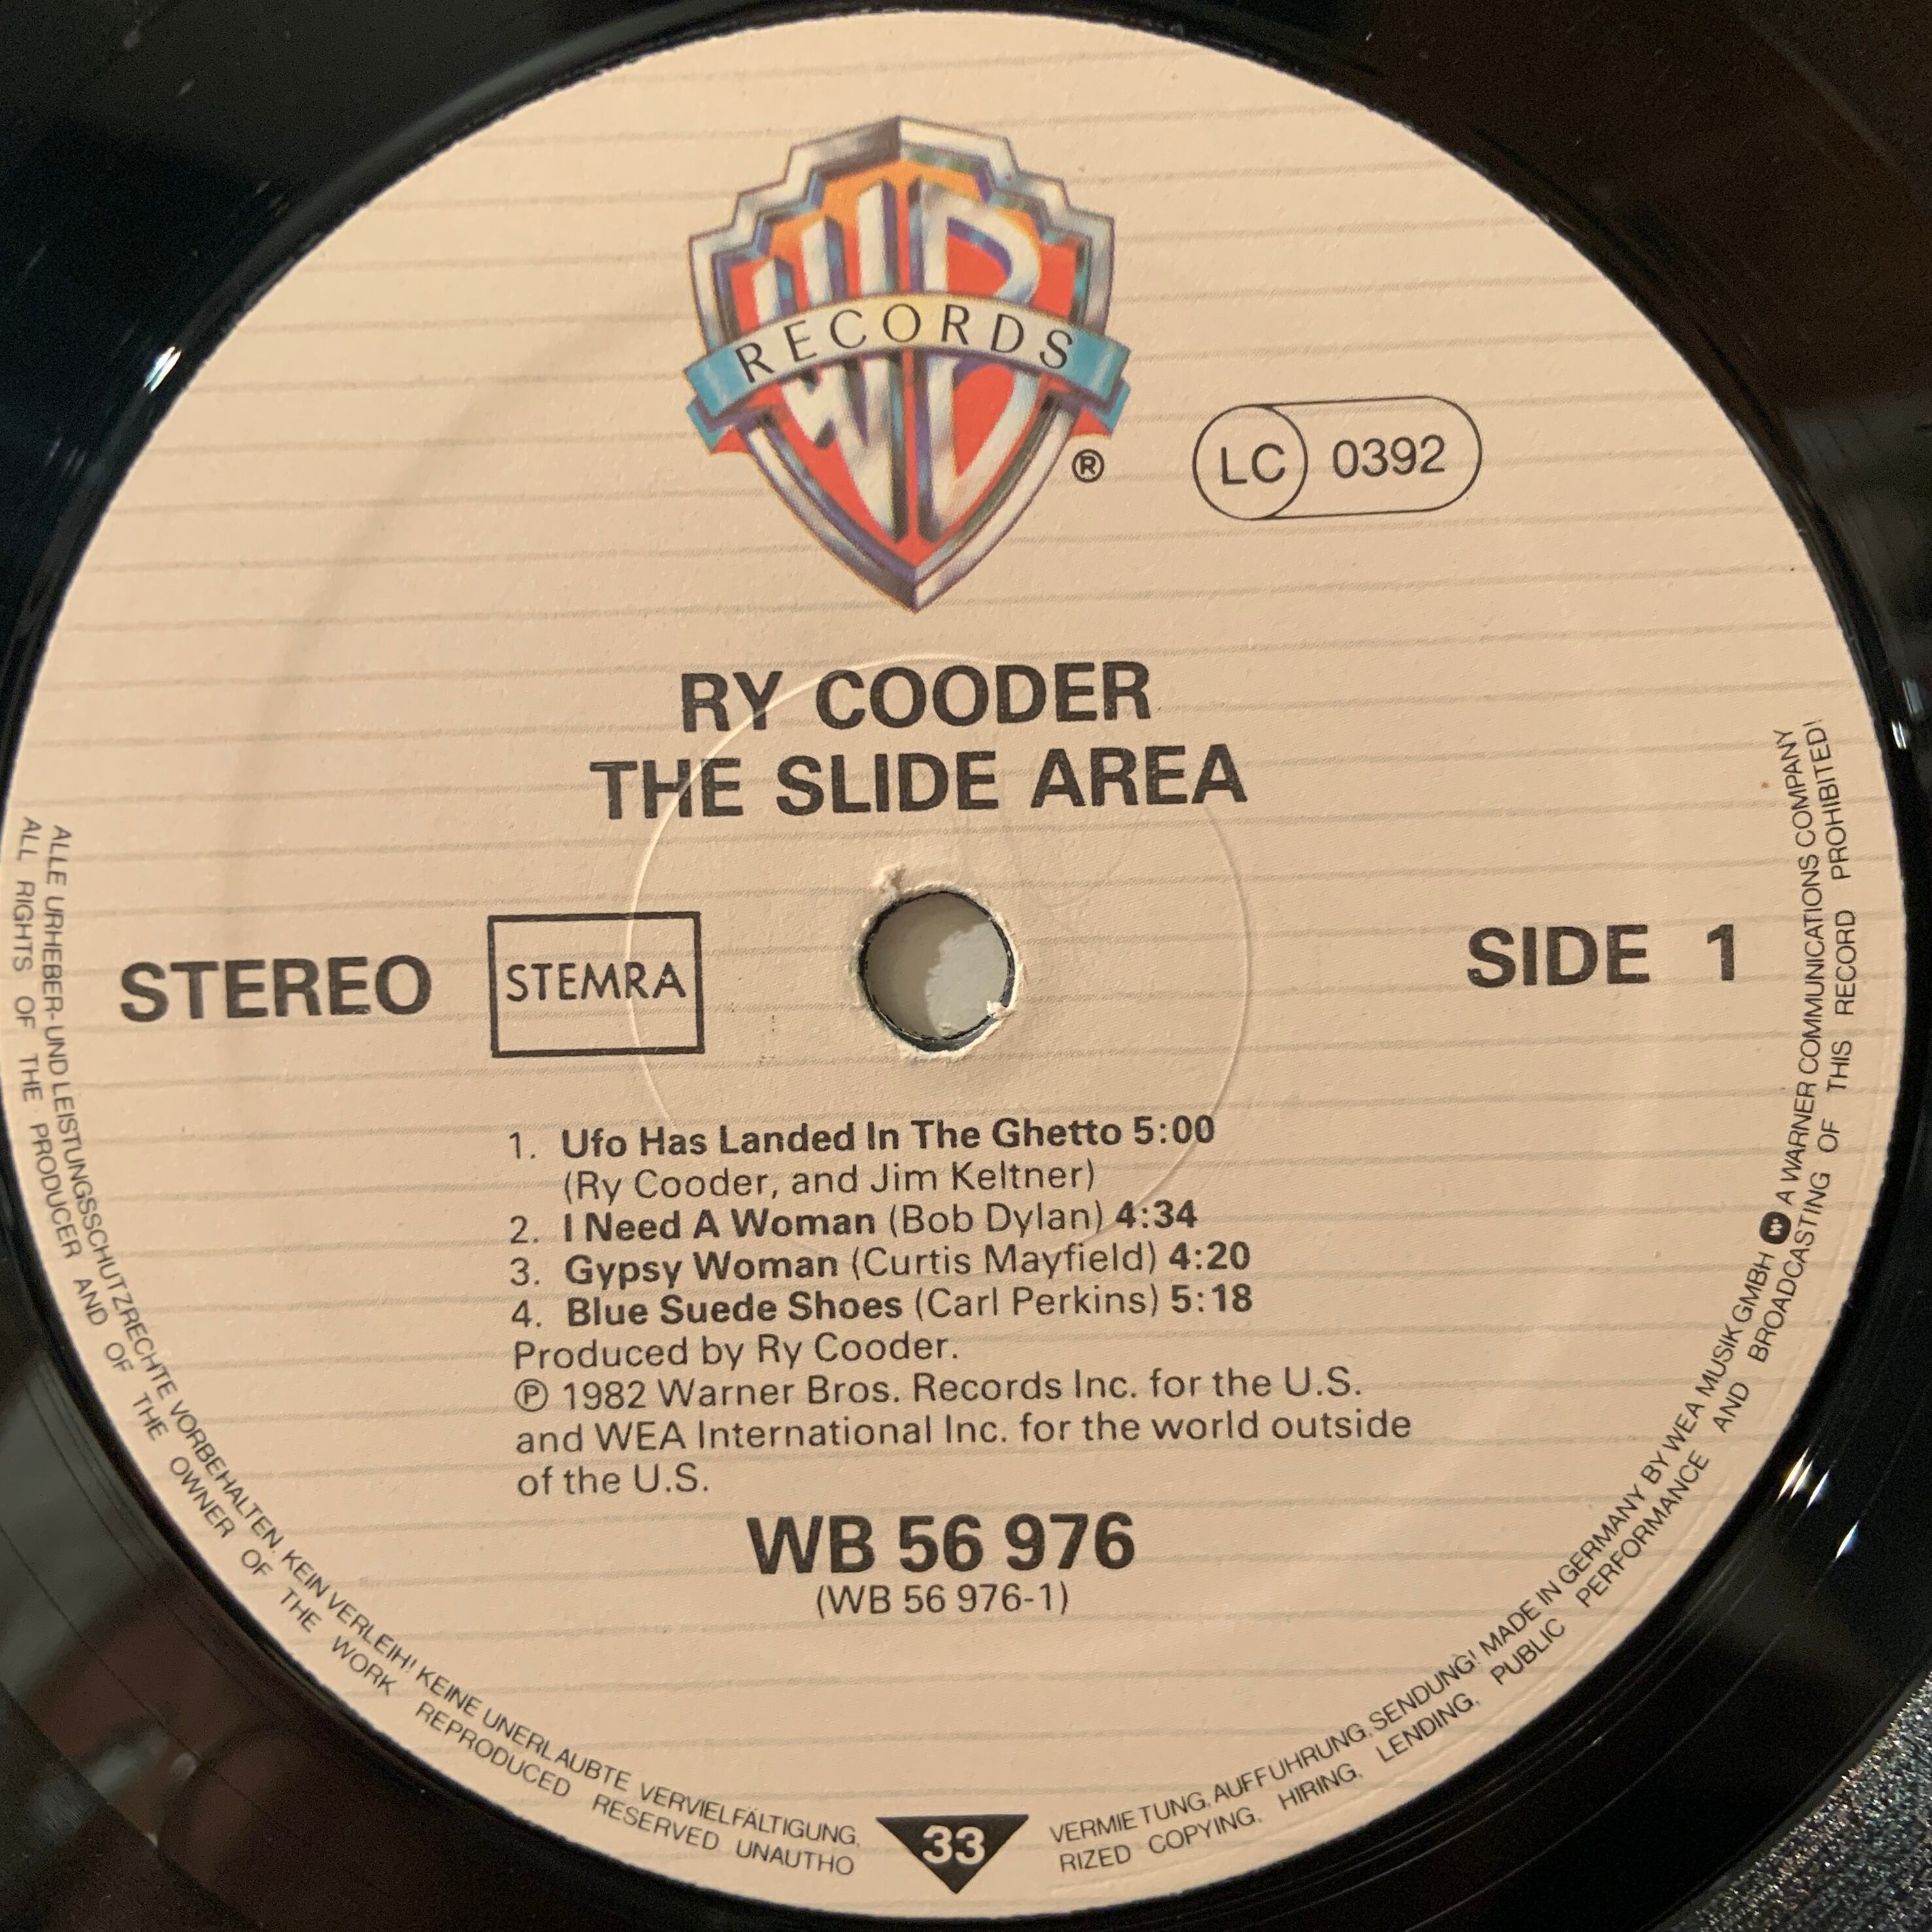 WB
RECORDS
®
LC 0392
RY COODER
THE SLIDE AREA
STEREO
STEMRA
SIDE 1
1. Ufo Has Landed In The Ghetto 5:00
(Ry Cooder, and Jim Keltner)
2. I Need A Woman (Bob Dylan) 4:34
3. Gypsy Woman (Curtis Mayfield) 4:20
4. Blue Suede Shoes (Carl Perkins) 5:18
Produced by Ry Cooder.
℗ 1982 Warner Bros. Records Inc. for the U.S.
and WEA International Inc. for the world outside
of the U.S.
WB 56 976
(WB 56 976-1)
33
ALLE URHEBER- UND LEISTUNGSSCHUTZRECHTE VORBEHALTEN. KEIN VERLEIH! KEINE UNERLAUBTE VERVIELFÄLTIGUNG, VERMIETUNG, AUFFÜHRUNG, SENDUNG! MADE IN GERMANY BY WEA MUSIK GMBH W A WARNER COMMUNICATIONS COMPANY
ALL RIGHTS OF THE PRODUCER AND OF THE OWNER OF THE WORK REPRODUCED RESERVED UNAUTHORIZED COPYING, HIRING, LENDING, PUBLIC PERFORMANCE AND BROADCASTING OF THIS RECORD PROHIBITED!